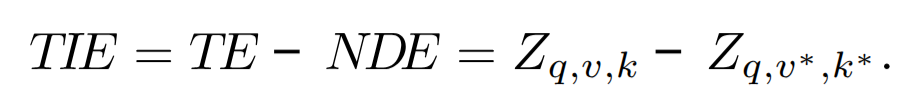 TIE = TE − NDE = Z_{q,v,k} − Z_{q,v*,k*}.